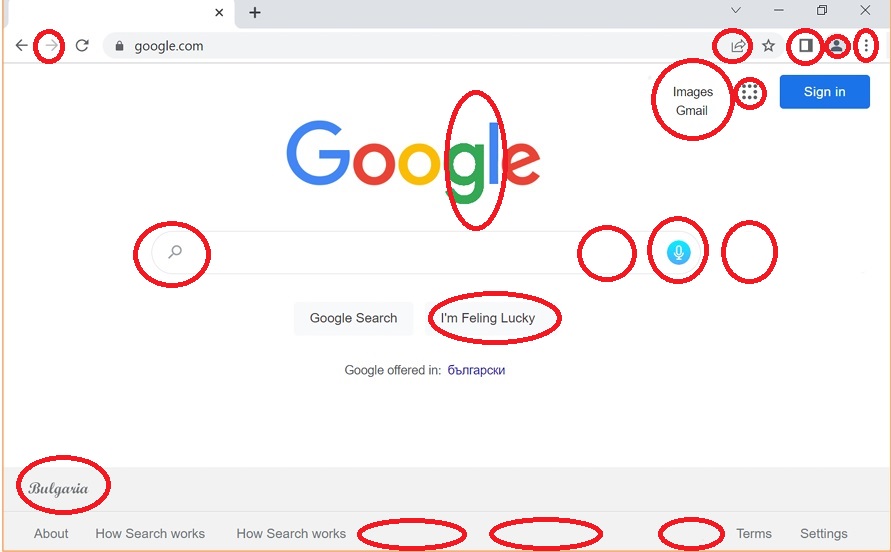 google.com
Images
Gmail
Sign in
Google
Google Search
I'm Feling Lucky
Google offered in: български
Bulgaria
About How Search works How Search works Terms Settings